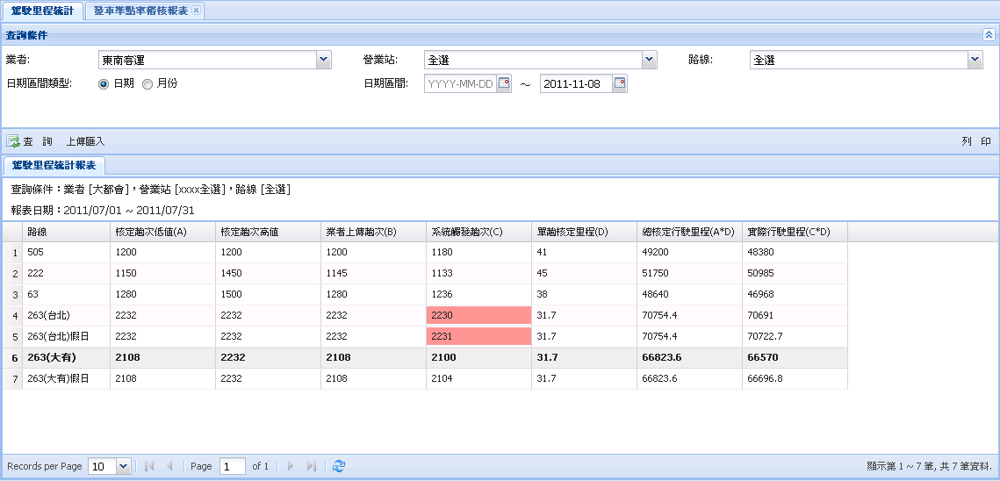 駕駛里程統計 發車準點率稽核報表
查詢條件
業者: 東南客運 營業站: 全選 路線: 全選
日期區間類型: 日期 月份 日期區間: YYYY-MM-DD ～ 2011-11-08
查 詢 上傳匯入 列 印
駕駛里程統計報表
查詢條件：業者 [大都會]，營業站 [xxxx全選]，路線 [全選]
報表日期：2011/07/01 ~ 2011/07/31
路線 核定趟次低值(A) 核定趟次高值 業者上傳趟次(B) 系統觸發趟次(C) 單趟核定里程(D) 總核定行駛里程(A*D) 實際行駛里程(C*D)
1 505 1200 1200 1200 1180 41 49200 48380
2 222 1150 1450 1145 1133 45 51750 50985
3 63 1280 1500 1280 1236 38 48640 46968
4 263(台北) 2232 2232 2232 2230 31.7 70754.4 70691
5 263(台北)假日 2232 2232 2232 2231 31.7 70754.4 70722.7
6 263(大有) 2108 2232 2108 2100 31.7 66823.6 66570
7 263(大有)假日 2108 2232 2108 2104 31.7 66823.6 66696.8
Records per Page 10 Page 1 of 1 顯示第 1 ~ 7 筆, 共 7 筆資料.